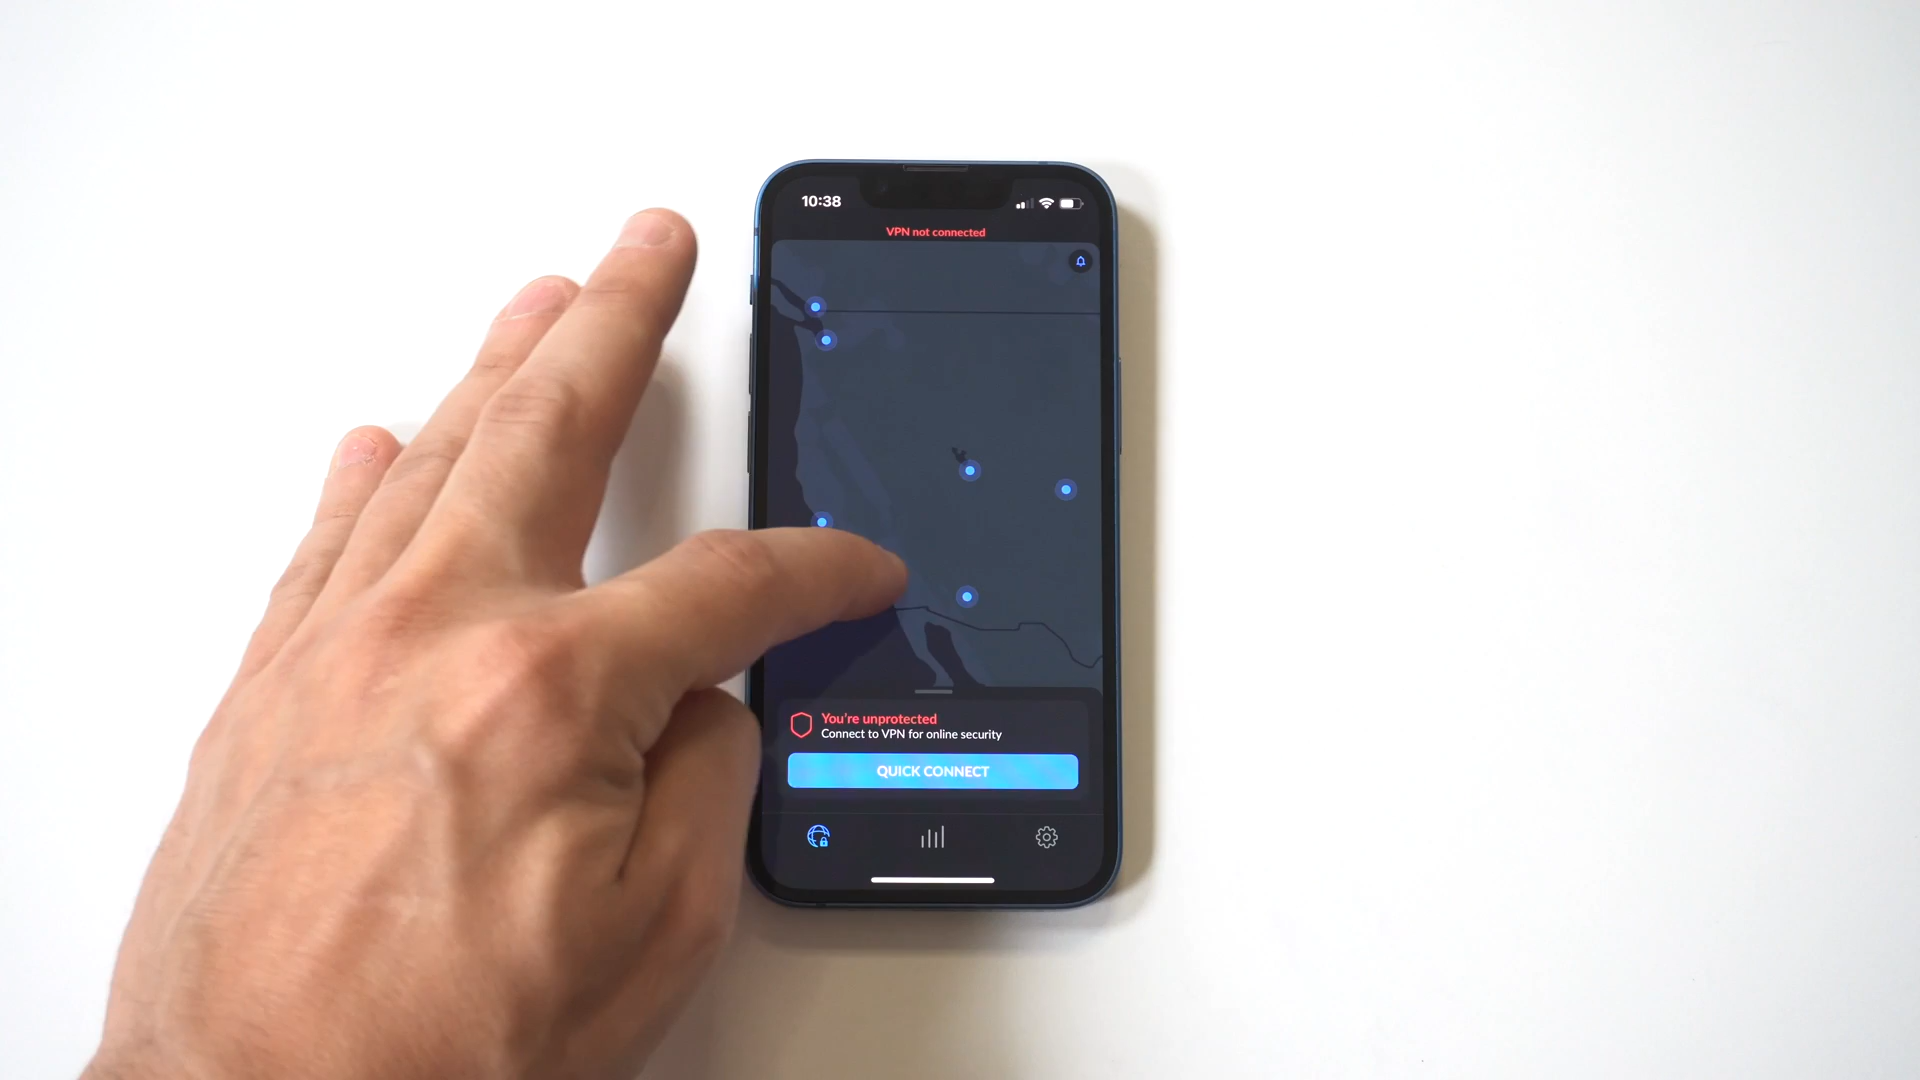 10:38
VPN not connected
You're unprotected
Connect to VPN for online security
QUICK CONNECT